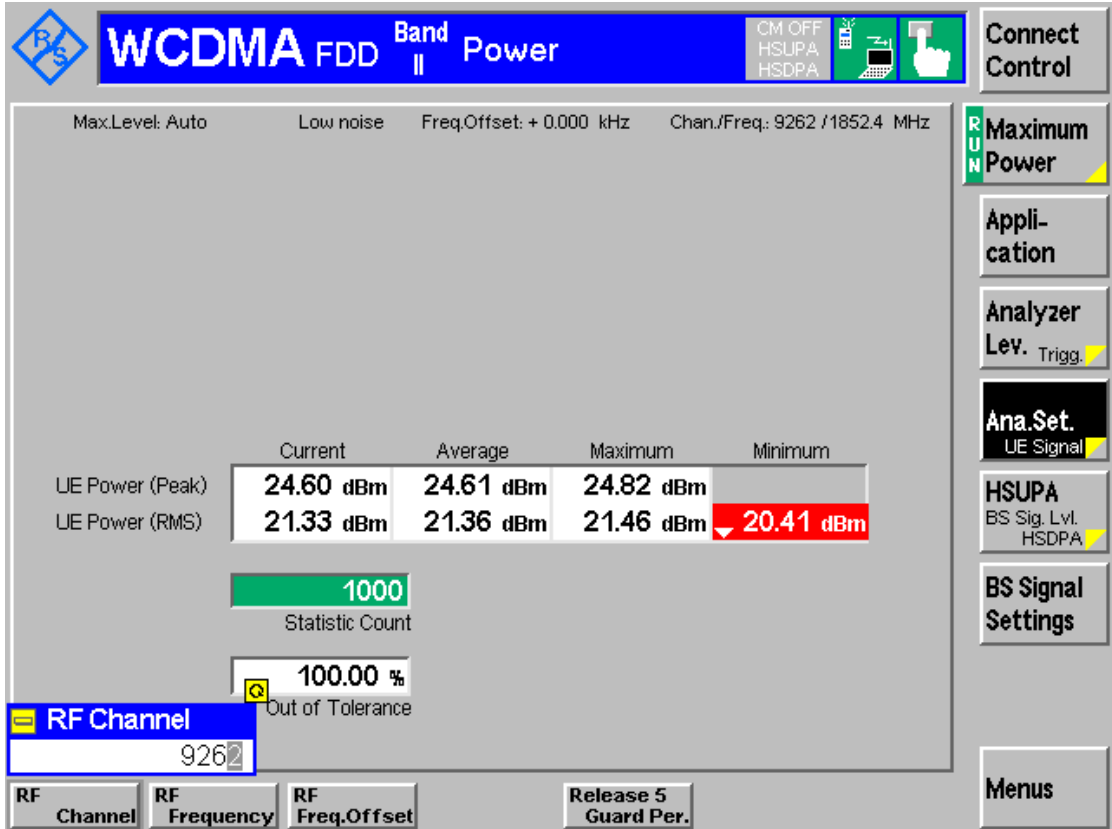 R/S
WCDMA FDD Band II Power
CM OFF
HSUPA
HSDPA
Connect
Control
Max.Level: Auto Low noise Freq.Offset: + 0.000 kHz Chan./Freq.: 9262 / 1852.4 MHz
RUN
Maximum
Power
Appli-
cation
Analyzer
Lev. Trigg.
Ana.Set.
UE Signal
Current Average Maximum Minimum
UE Power (Peak) 24.60 dBm 24.61 dBm 24.82 dBm
UE Power (RMS) 21.33 dBm 21.36 dBm 21.46 dBm 20.41 dBm
HSUPA
BS Sig. Lvl.
HSDPA
1000
Statistic Count
BS Signal
Settings
100.00 %
Out of Tolerance
RF Channel
9262
RF
Channel
RF
Frequency
RF
Freq.Offset
Release 5
Guard Per.
Menus